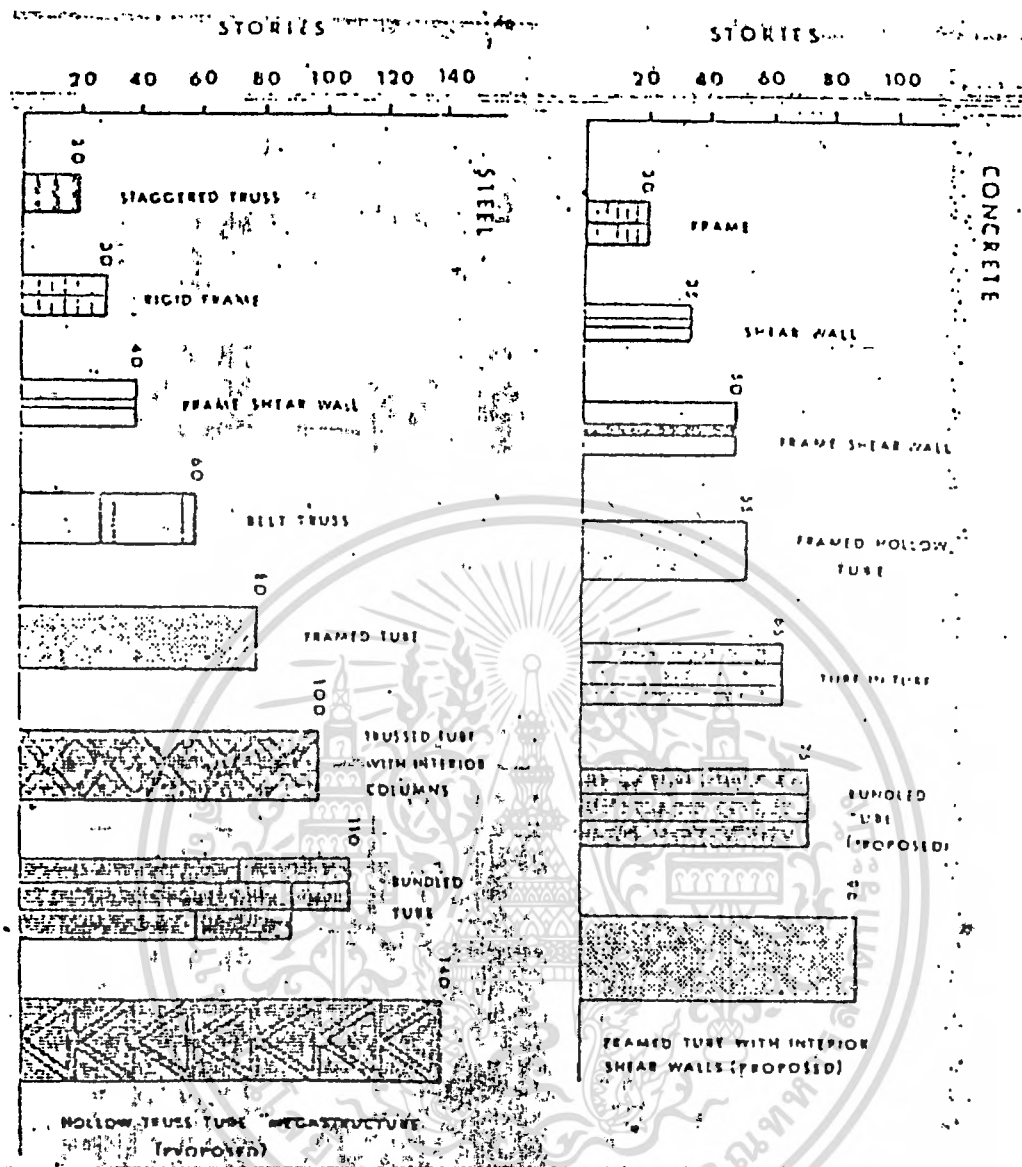 STORIES
20 40 60 80 100 120 140
STEEL
20
STAGGERED TRUSS
30
RIGID FRAME
40
FRAME SHEAR WALL
60
BELT TRUSS
80
FRAMED TUBE
100
TRUSSED TUBE
WITH INTERIOR
COLUMNS
110
BUNDLED
TUBE
140
HOLLOW TRUSS TUBE MEGASTRUCTURE
(PROPOSED)
STORIES
20 40 60 80 100
CONCRETE
20
FRAME
35
SHEAR WALL
50
FRAME SHEAR WALL
55
FRAMED HOLLOW
TUBE
65
TUBE IN TUBE
75
BUNDLED
TUBE
(PROPOSED)
FRAMED TUBE WITH INTERIOR
SHEAR WALLS (PROPOSED)